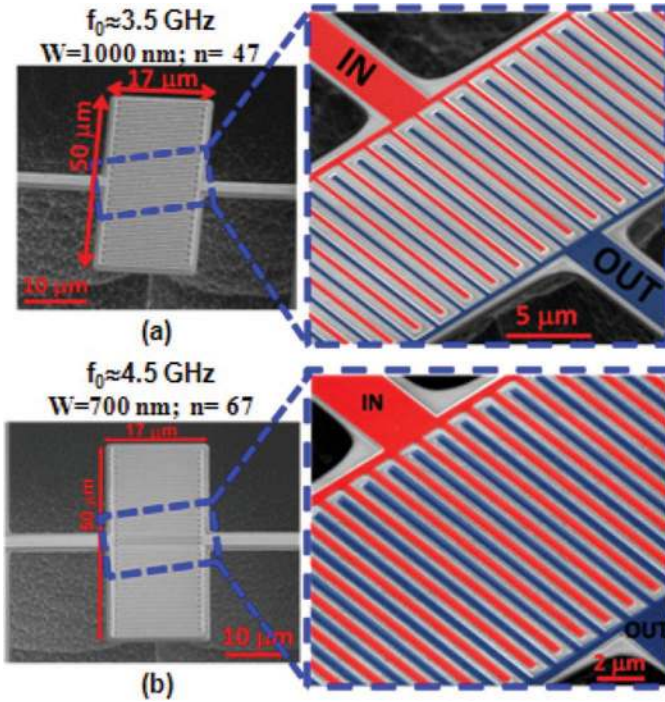 f₀≈3.5 GHz
W=1000 nm; n= 47
17 μm
50 μm
10 μm
IN
OUT
5 μm
(a)
f₀≈4.5 GHz
W=700 nm; n= 67
17 μm
50 μm
10 μm
IN
OUT
2 μm
(b)